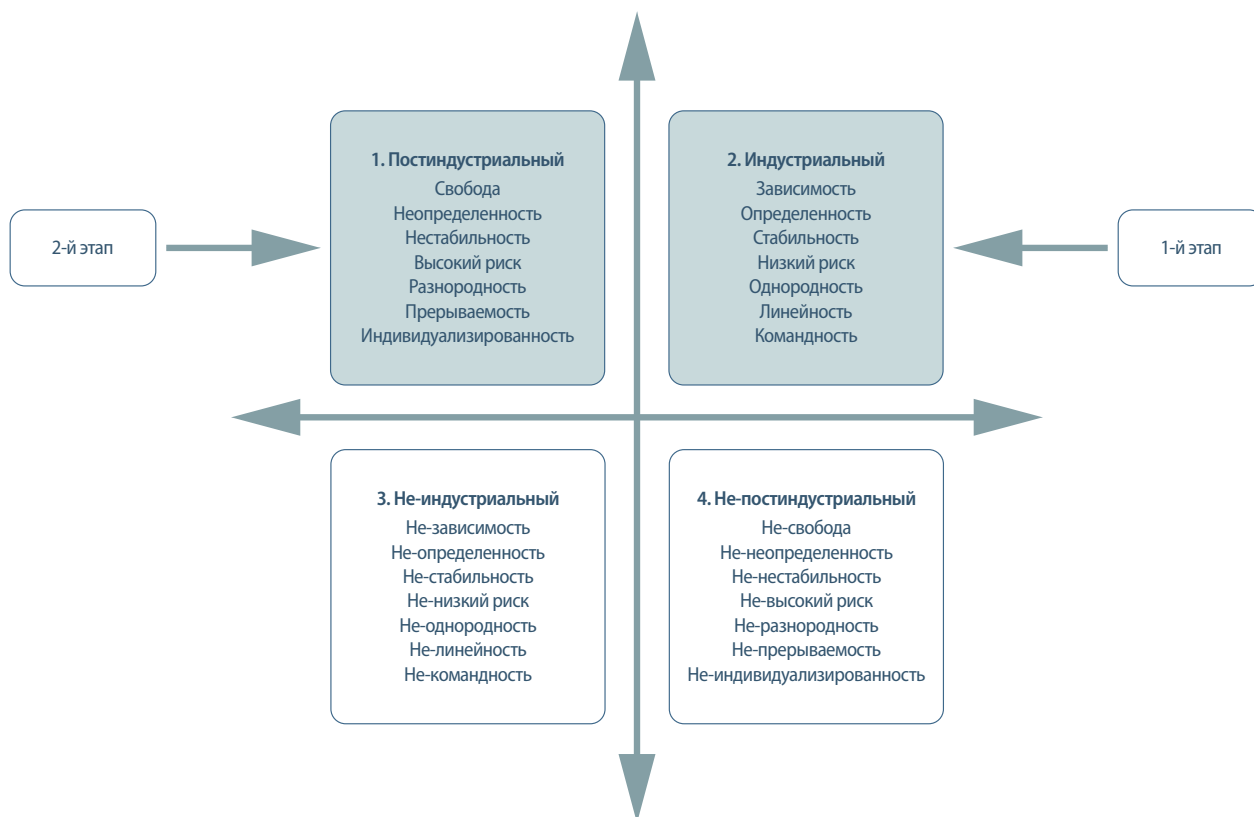 1. Постиндустриальный
Свобода
Неопределенность
Нестабильность
Высокий риск
Разнородность
Прерываемость
Индивидуализированность
2. Индустриальный
Зависимость
Определенность
Стабильность
Низкий риск
Однородность
Линейность
Командность
2-й этап
1-й этап
3. Не-индустриальный
Не-зависимость
Не-определенность
Не-стабильность
Не-низкий риск
Не-однородность
Не-линейность
Не-командность
4. Не-постиндустриальный
Не-свобода
Не-неопределенность
Не-нестабильность
Не-высокий риск
Не-разнородность
Не-прерываемость
Не-индивидуализированность